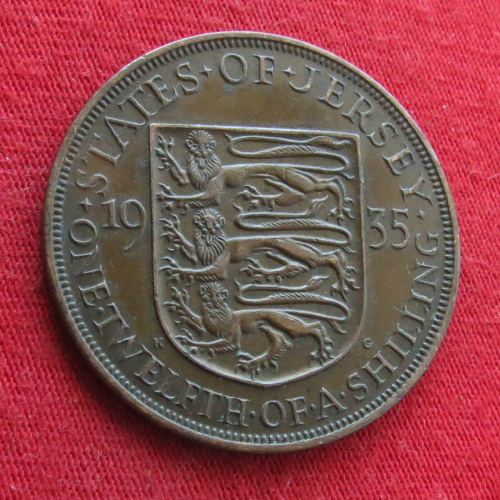 STATES · OF · JERSEY
19 35
K G
ONE · TWELFTH · OF · A · SHILLING